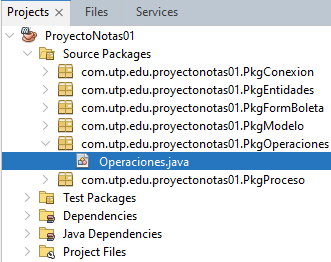 Projects Files Services
ProyectoNotas01
Source Packages
com.utp.edu.proyectonotas01.PkgConexion
com.utp.edu.proyectonotas01.PkgEntidades
com.utp.edu.proyectonotas01.PkgFormBoleta
com.utp.edu.proyectonotas01.PkgModelo
com.utp.edu.proyectonotas01.PkgOperaciones
Operaciones.java
com.utp.edu.proyectonotas01.PkgProceso
Test Packages
Dependencies
Java Dependencies
Project Files